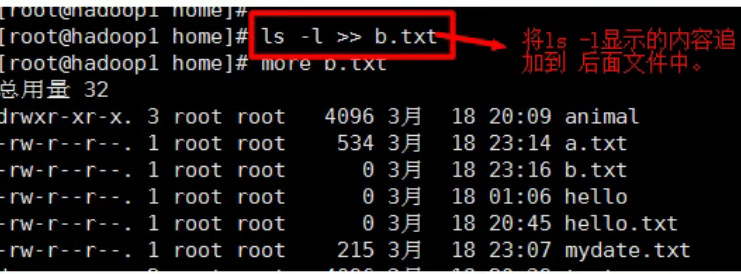 [root@hadoop1 home]#
[root@hadoop1 home]# ls -l >> b.txt
将ls -l显示的内容追
加到 后面文件中。
[root@hadoop1 home]# more b.txt
总用量 32
drwxr-xr-x. 3 root root 4096 3月 18 20:09 animal
-rw-r--r--. 1 root root 534 3月 18 23:14 a.txt
-rw-r--r--. 1 root root 0 3月 18 23:16 b.txt
-rw-r--r--. 1 root root 0 3月 18 01:06 hello
-rw-r--r--. 1 root root 0 3月 18 20:45 hello.txt
-rw-r--r--. 1 root root 215 3月 18 23:07 mydate.txt